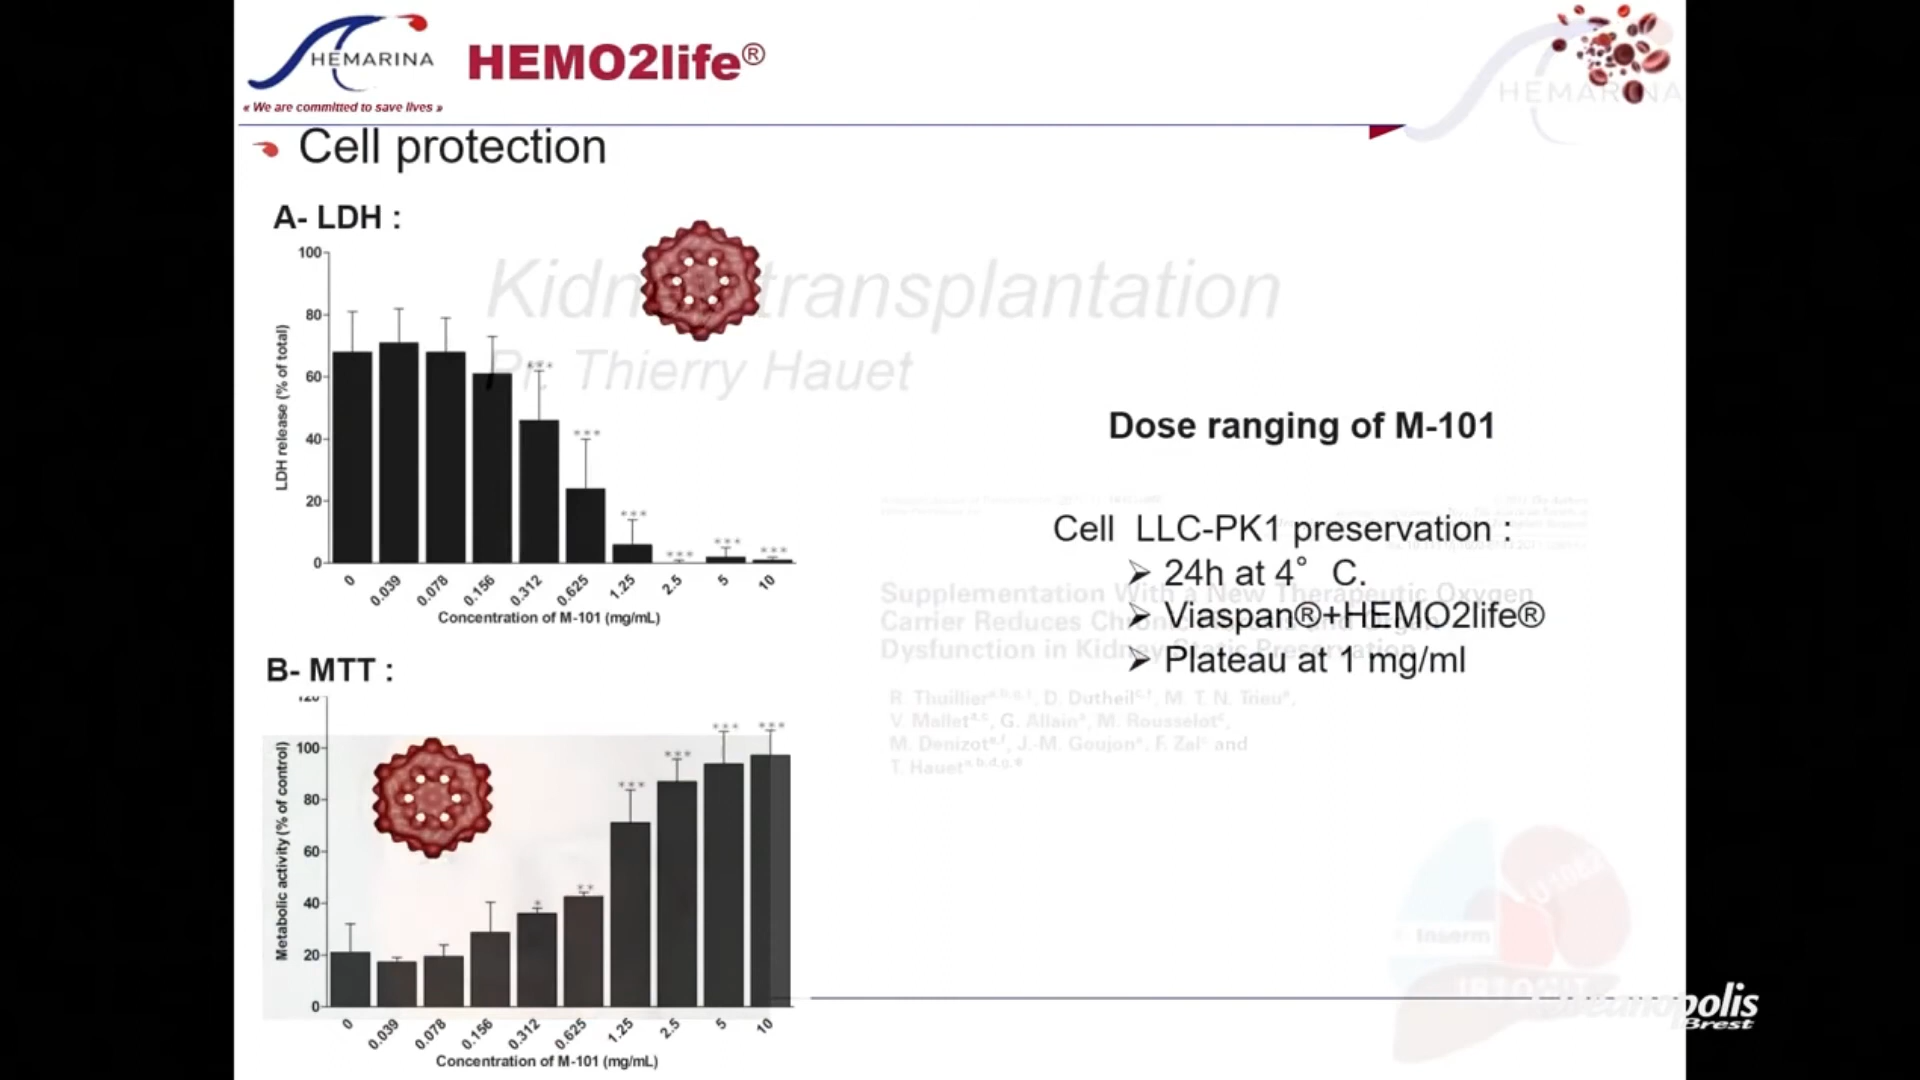 HEMARINA
« We are committed to save lives »
HEMO2life®
HEMARINA
Cell protection
A- LDH :
100
80
60
40
20
0
LDH release (% of total)
***
***
***
***
***
***
0
0.039
0.078
0.156
0.312
0.625
1.25
2.5
5
10
Concentration of M-101 (mg/mL)
transplantation
Pr. Thierry Hauet
Dose ranging of M-101
Cell LLC-PK1 preservation :
24h at 4° C.
Viaspan®+HEMO2life®
Plateau at 1 mg/ml
Supplementation With a New Therapeutic Oxygen
Carrier Reduces
Dysfunction in Kidney Static Preservation
R. Thuillier, D. Dutheil, M. T. N. Trieu,
V. Mallet, G. Allain, M. Rousselot,
M. Denizot, J.-M. Goujon, F. Zal and
T. Hauet
B- MTT :
120
100
80
60
40
20
0
Metabolic activity (% of control)
*
**
***
***
***
***
0
0.039
0.078
0.156
0.312
0.625
1.25
2.5
5
10
Concentration of M-101 (mg/mL)
Inserm
Océanopolis
Brest